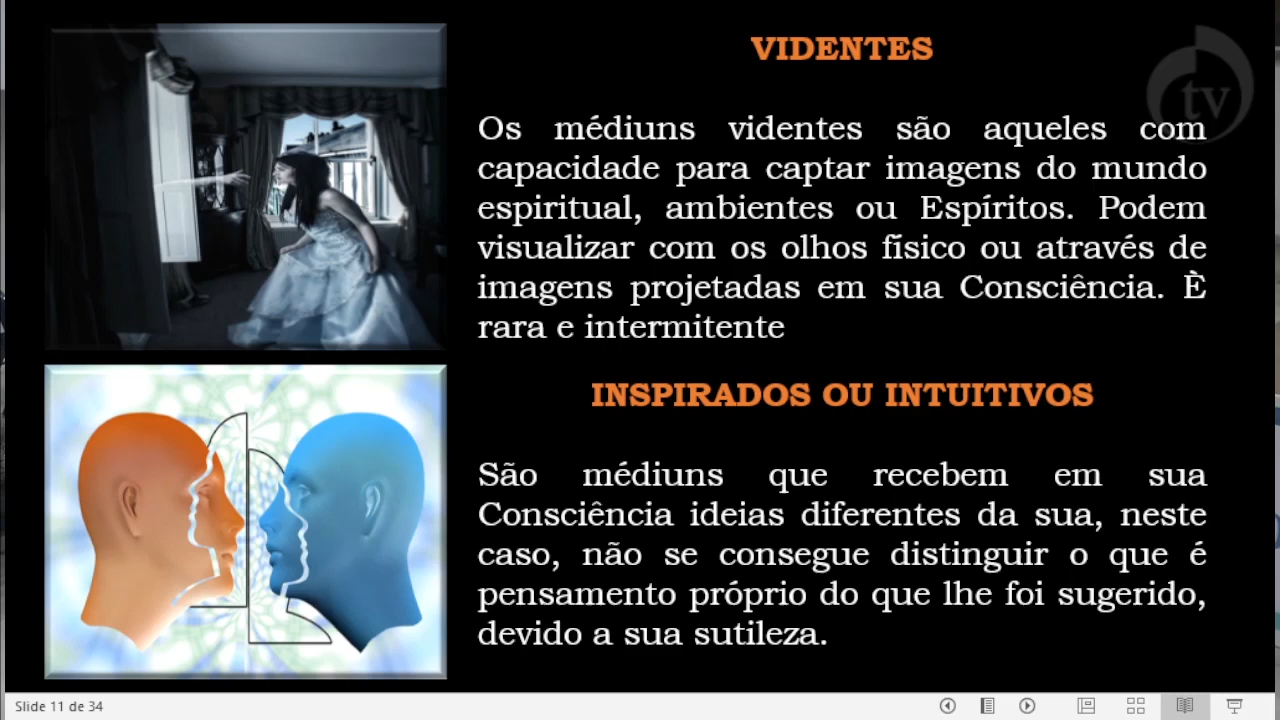 VIDENTES
tv
Os médiuns videntes são aqueles com
capacidade para captar imagens do mundo
espiritual, ambientes ou Espíritos. Podem
visualizar com os olhos físico ou através de
imagens projetadas em sua Consciência. È
rara e intermitente
INSPIRADOS OU INTUITIVOS
São médiuns que recebem em sua
Consciência ideias diferentes da sua, neste
caso, não se consegue distinguir o que é
pensamento próprio do que lhe foi sugerido,
devido a sua sutileza.
Slide 11 de 34